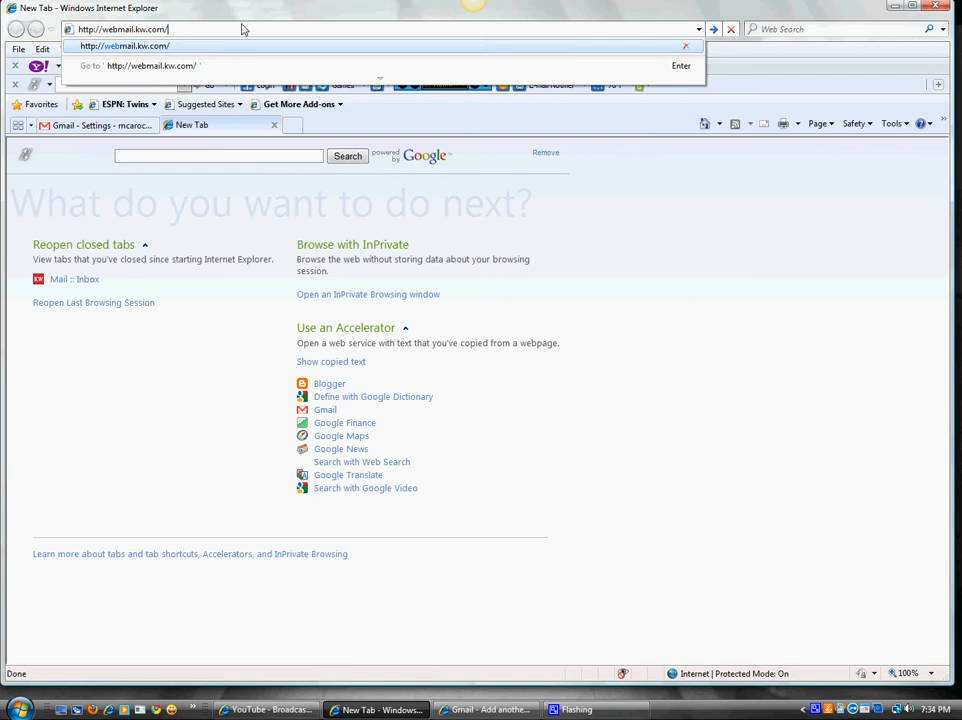 New Tab - Windows Internet Explorer
http://webmail.kw.com/
Web Search
http://webmail.kw.com/
Go to ' http://webmail.kw.com/ ' Enter
File Edit
Favorites ESPN: Twins Suggested Sites Get More Add-ons
Gmail - Settings - mcaroc... New Tab Page Safety Tools
Search powered by Google™ Remove
What do you want to do next?
Reopen closed tabs
View tabs that you've closed since starting Internet Explorer.
KW Mail :: Inbox
Reopen Last Browsing Session
Browse with InPrivate
Browse the web without storing data about your browsing
session.
Open an InPrivate Browsing window
Use an Accelerator
Open a web service with text that you've copied from a webpage.
Show copied text
Blogger
Define with Google Dictionary
Gmail
Google Finance
Google Maps
Google News
Search with Web Search
Google Translate
Search with Google Video
Learn more about tabs and tab shortcuts, Accelerators, and InPrivate Browsing
Done Internet | Protected Mode: On 100%
YouTube - Broadcas... New Tab - Windows... Gmail - Add anothe... Flashing 7:34 PM